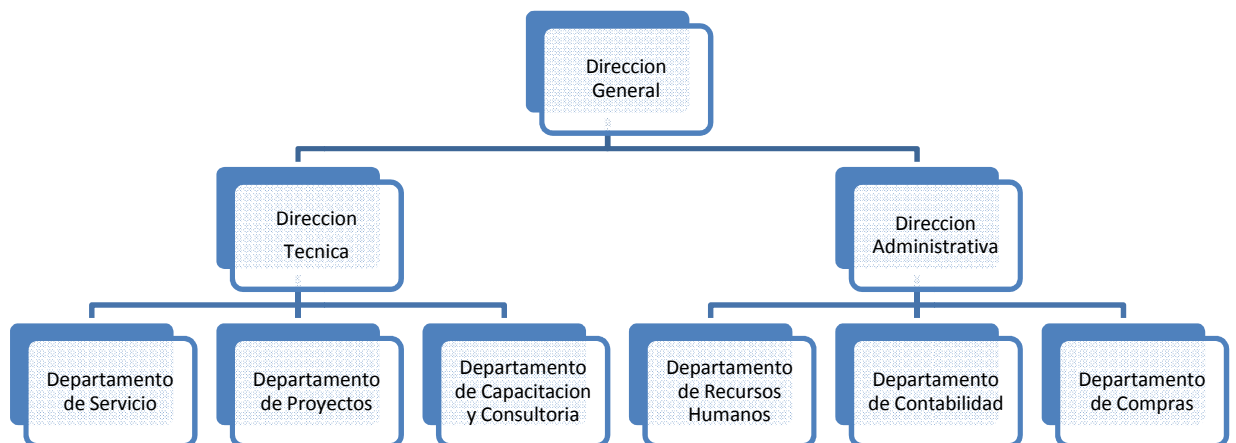 Direccion
General
Direccion
Tecnica
Direccion
Administrativa
Departamento
de Servicio
Departamento
de Proyectos
Departamento
de Capacitacion
y Consultoria
Departamento
de Recursos
Humanos
Departamento
de Contabilidad
Departamento
de Compras